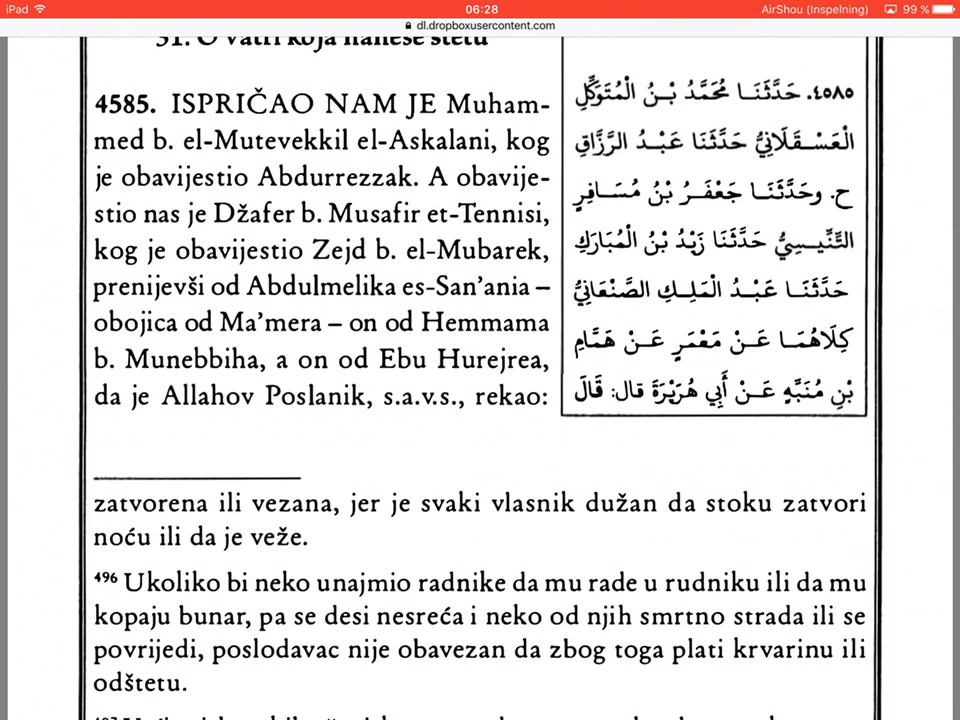 iPad
06:28
AirShou (Inspelning)
99 %
dl.dropboxusercontent.com
31. O vatri koja nanese štetu
4585. ISPRIČAO NAM JE Muham-
med b. el-Mutevekkil el-Askalani, kog
je obavijestio Abdurrezzak. A obavije-
stio nas je Džafer b. Musafir et-Tennisi,
kog je obavijestio Zejd b. el-Mubarek,
prenijevši od Abdulmelika es-San’ania –
obojica od Ma’mera – on od Hemmama
b. Munebbiha, a on od Ebu Hurejrea,
da je Allahov Poslanik, s.a.v.s., rekao:
٤٥٨٥. حَدَّثَنَا مُحَمَّدُ بْنُ الْمُتَوَكِّلِ
الْعَسْقَلَانِيُّ حَدَّثَنَا عَبْدُ الرَّزَّاقِ
ح. وحَدَّثَنَا جَعْفَرُ بْنُ مُسَافِرٍ
التِّنِّيسِيُّ حَدَّثَنَا زَيْدُ بْنُ الْمُبَارَكِ
حَدَّثَنَا عَبْدُ الْمَلِكِ الصَّنْعَانِيُّ
كِلَاهُمَا عَنْ مَعْمَرٍ عَنْ هَمَّامِ
بْنِ مُنَبِّهٍ عَنْ أَبِي هُرَيْرَةَ قال: قَالَ
zatvorena ili vezana, jer je svaki vlasnik dužan da stoku zatvori
noću ili da je veže.
496 Ukoliko bi neko unajmio radnike da mu rade u rudniku ili da mu
kopaju bunar, pa se desi nesreća i neko od njih smrtno strada ili se
povrijedi, poslodavac nije obavezan da zbog toga plati krvarinu ili
odštetu.